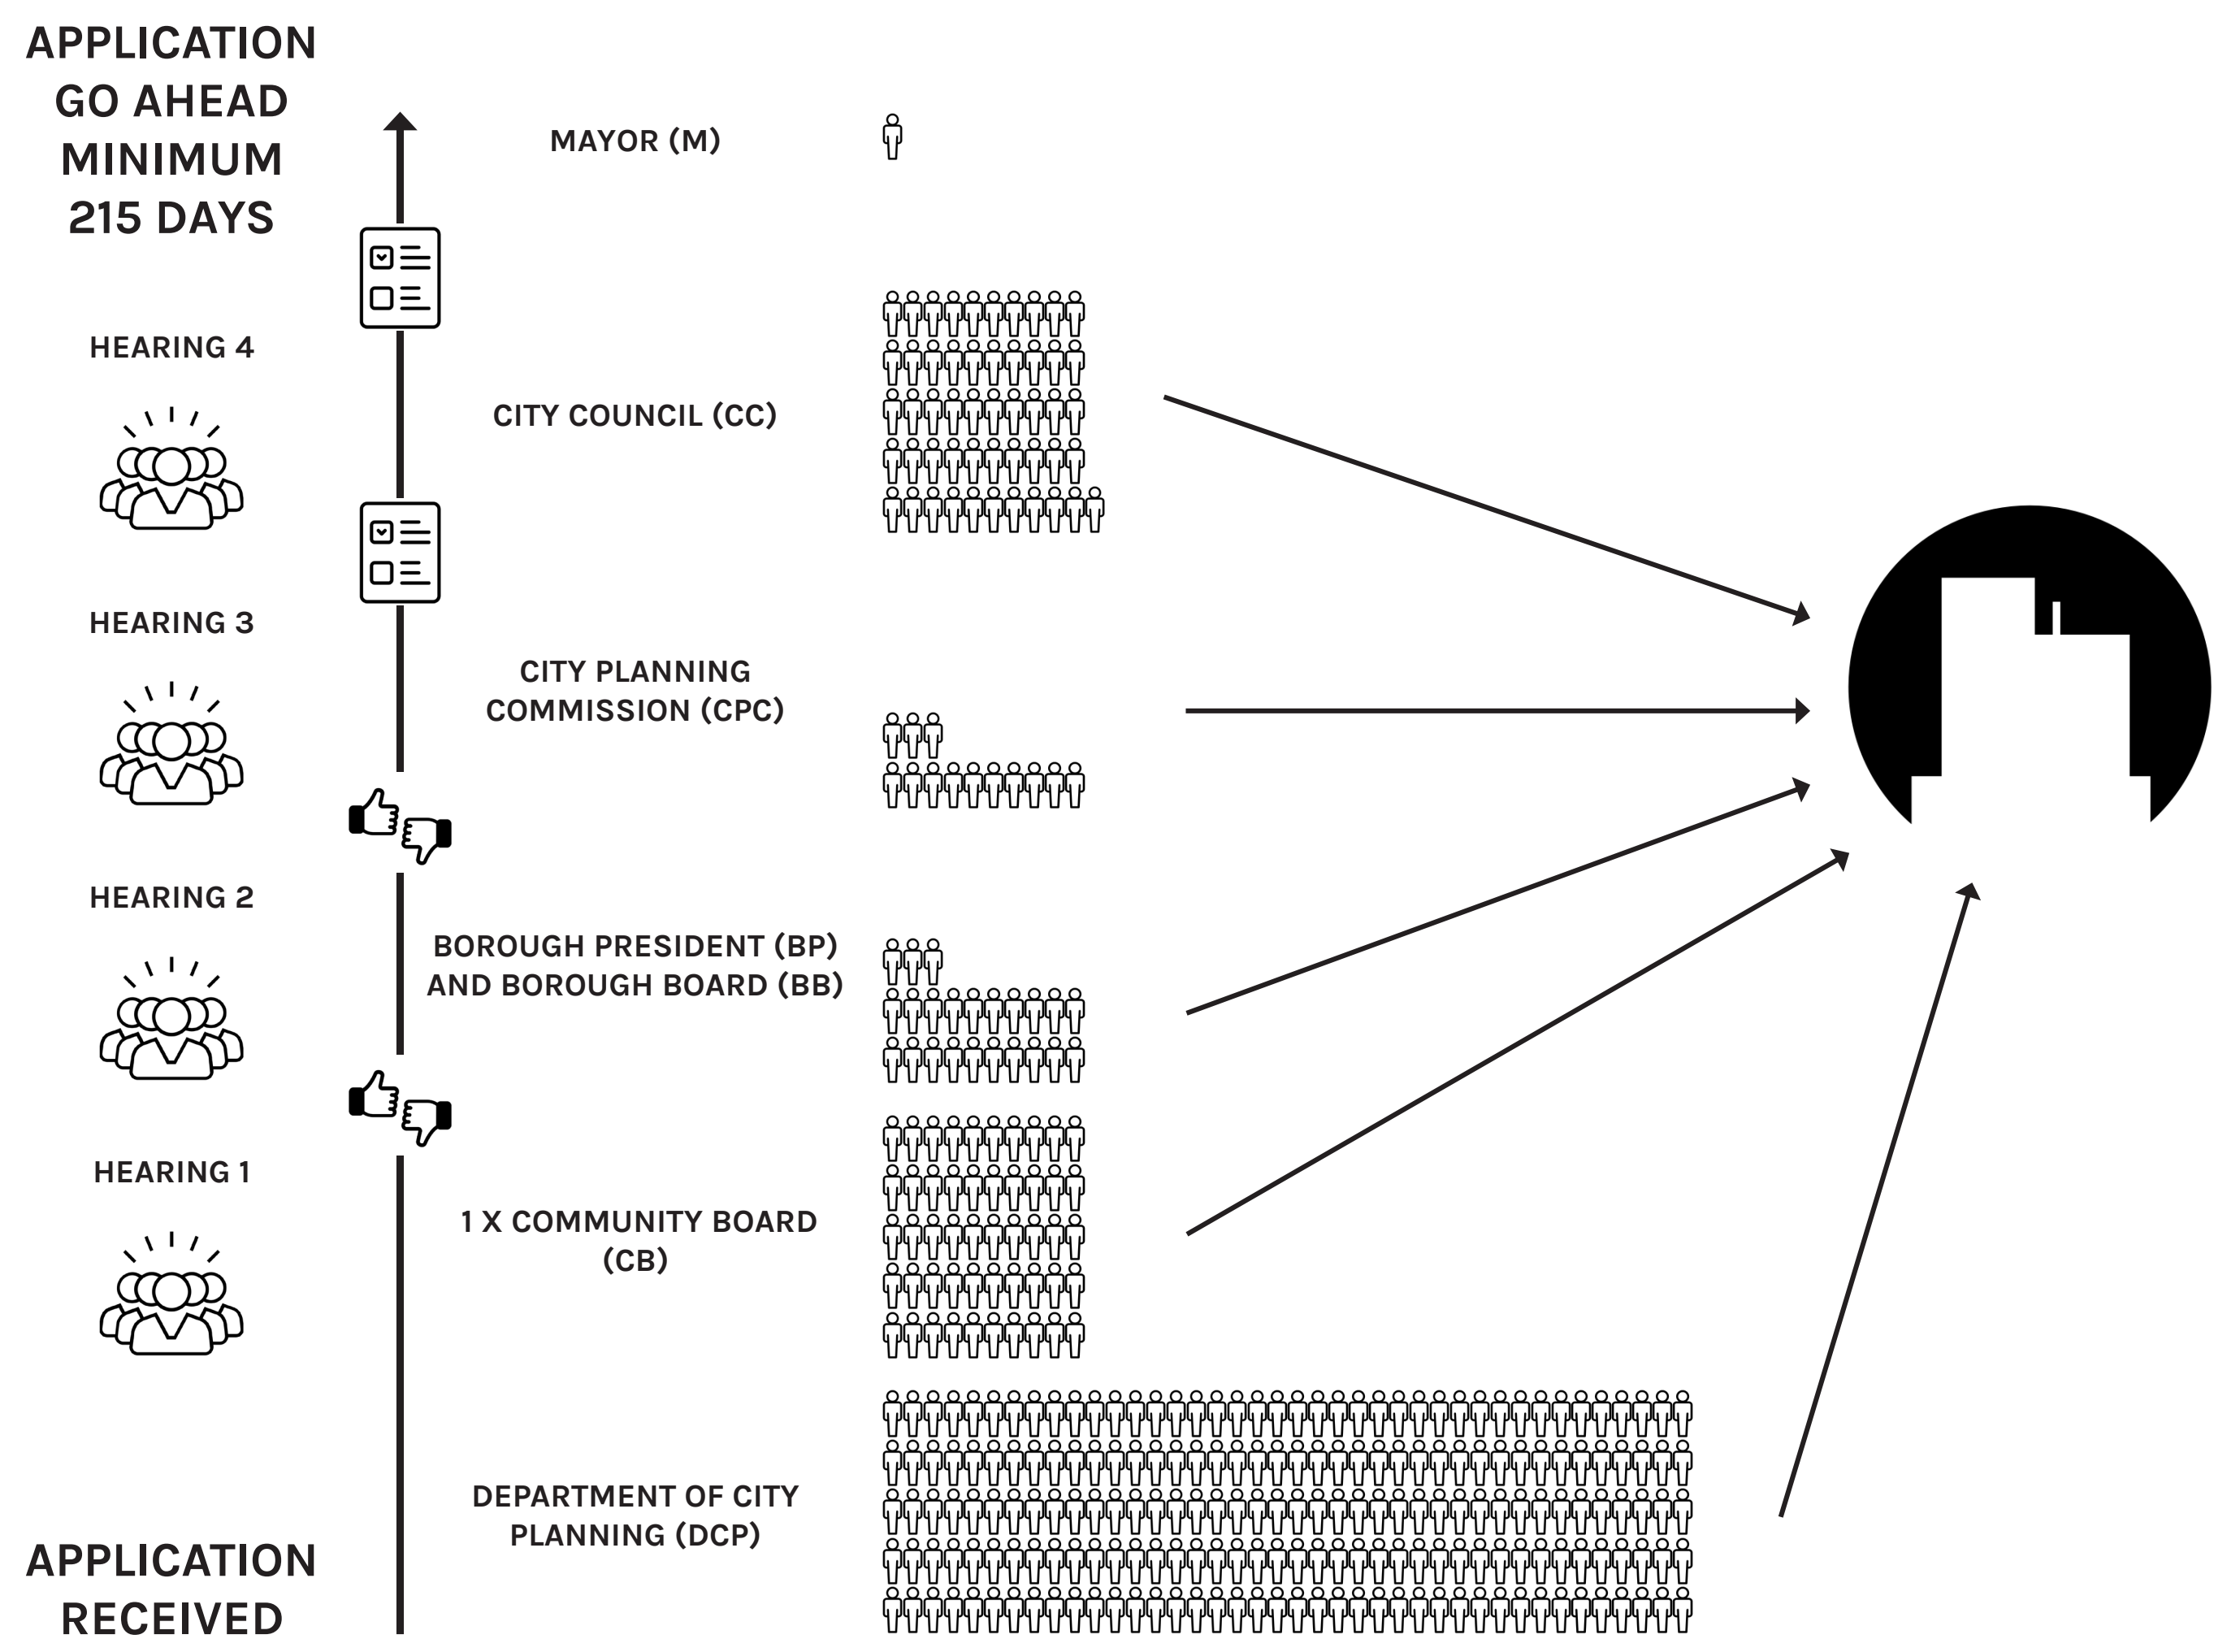 APPLICATION
GO AHEAD
MINIMUM
215 DAYS
MAYOR (M)
HEARING 4
CITY COUNCIL (CC)
HEARING 3
CITY PLANNING
COMMISSION (CPC)
HEARING 2
BOROUGH PRESIDENT (BP)
AND BOROUGH BOARD (BB)
HEARING 1
1 X COMMUNITY BOARD
(CB)
DEPARTMENT OF CITY
PLANNING (DCP)
APPLICATION
RECEIVED